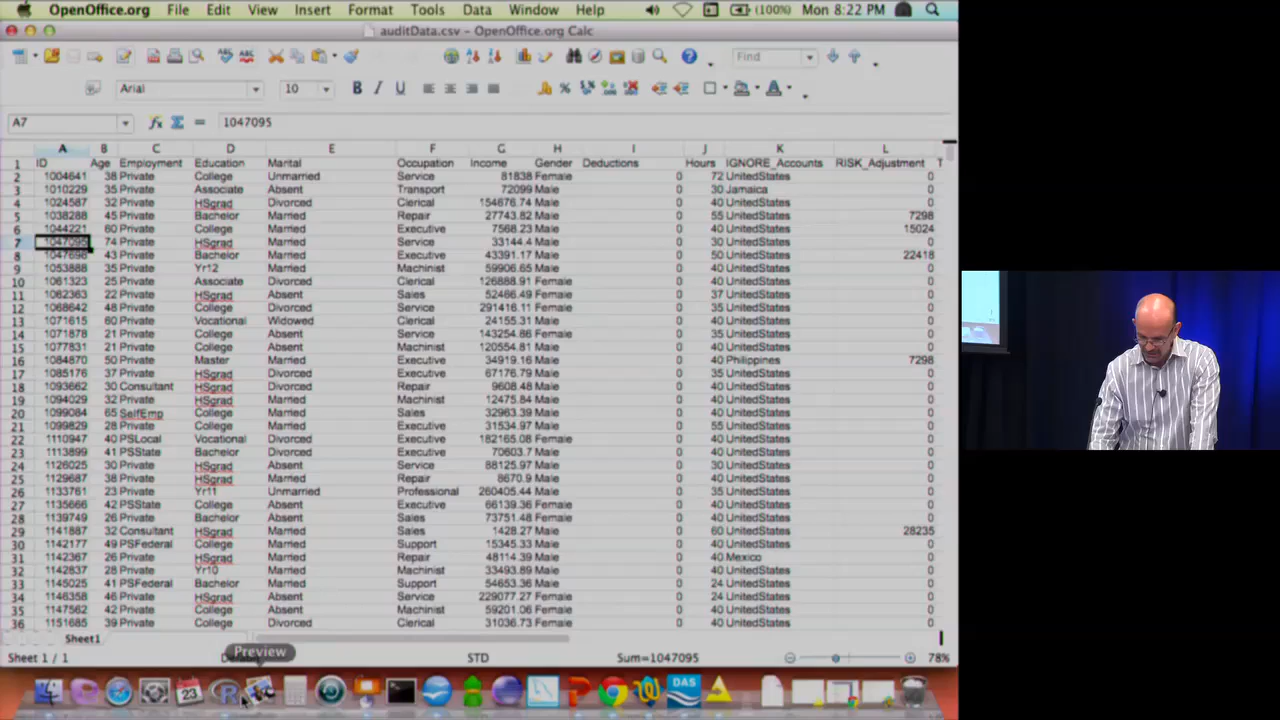 OpenOffice.org File Edit View Insert Format Tools Data Window Help (100%) Mon 8:22 PM
auditData.csv - OpenOffice.org Calc
Find
Arial 10 B I U
A7 = 1047095
A B C D E F G H I J K L
1 ID Age Employment Education Marital Occupation Income Gender Deductions Hours IGNORE_Accounts RISK_Adjustment T
2 1004641 38 Private College Unmarried Service 81838 Female 0 72 UnitedStates 0
3 1010229 35 Private Associate Absent Transport 72099 Male 0 30 Jamaica 0
4 1024587 32 Private HSgrad Divorced Clerical 154676.74 Male 0 40 UnitedStates 0
5 1038288 45 Private Bachelor Married Repair 27743.82 Male 0 55 UnitedStates 7298
6 1044221 60 Private College Married Executive 7568.23 Male 0 40 UnitedStates 15024
7 1047095 74 Private HSgrad Married Service 33144.4 Male 0 30 UnitedStates 0
8 1047698 43 Private Bachelor Married Executive 43391.17 Male 0 50 UnitedStates 22418
9 1053888 35 Private Yr12 Married Machinist 59906.65 Male 0 40 UnitedStates 0
10 1061323 25 Private Associate Divorced Clerical 126888.91 Female 0 40 UnitedStates 0
11 1062363 22 Private HSgrad Absent Sales 52466.49 Female 0 37 UnitedStates 0
12 1068642 48 Private College Divorced Service 291416.11 Female 0 35 UnitedStates 0
13 1071615 60 Private Vocational Widowed Clerical 24155.31 Male 0 40 UnitedStates 0
14 1071878 21 Private College Absent Service 143254.86 Female 0 35 UnitedStates 0
15 1077831 21 Private College Absent Machinist 120554.81 Male 0 40 UnitedStates 0
16 1084870 50 Private Master Married Executive 34919.16 Male 0 40 Philippines 7298
17 1085176 37 Private HSgrad Divorced Executive 67176.79 Male 0 35 UnitedStates 0
18 1093662 30 Consultant HSgrad Divorced Repair 9608.48 Male 0 40 UnitedStates 0
19 1094029 32 Private HSgrad Married Machinist 12475.84 Male 0 40 UnitedStates 0
20 1099084 65 SelfEmp College Married Sales 32963.39 Male 0 40 UnitedStates 0
21 1099829 28 Private College Married Executive 31534.97 Male 0 55 UnitedStates 0
22 1110947 40 PSLocal Vocational Divorced Executive 182165.08 Female 0 40 UnitedStates 0
23 1113899 41 PSState Bachelor Divorced Executive 70603.7 Male 0 40 UnitedStates 0
24 1126025 30 Private HSgrad Absent Service 88125.97 Male 0 30 UnitedStates 0
25 1129687 38 Private HSgrad Married Repair 8670.9 Male 0 40 UnitedStates 0
26 1133761 23 Private Yr11 Unmarried Professional 260405.44 Male 0 35 UnitedStates 0
27 1135666 42 PSState College Absent Executive 66139.36 Female 0 40 UnitedStates 0
28 1139749 26 Private Bachelor Absent Sales 73751.48 Female 0 40 UnitedStates 0
29 1141887 32 Consultant HSgrad Married Sales 1428.27 Male 0 60 UnitedStates 28235
30 1142177 49 PSFederal College Married Support 15345.33 Male 0 40 UnitedStates 0
31 1142367 26 Private HSgrad Married Repair 48114.39 Male 0 40 Mexico 0
32 1142837 28 Private Yr10 Married Machinist 33493.89 Male 0 40 UnitedStates 0
33 1145025 41 PSFederal Bachelor Married Support 54653.36 Male 0 24 UnitedStates 0
34 1146358 46 Private HSgrad Absent Service 229077.27 Female 0 24 UnitedStates 0
35 1147562 42 Private College Absent Machinist 59201.06 Female 0 40 UnitedStates 0
36 1151685 39 Private College Divorced Clerical 31036.73 Female 0 40 UnitedStates 0
Sheet1
Preview
Sheet 1 / 1 STD Sum=1047095 78%
23 DAS